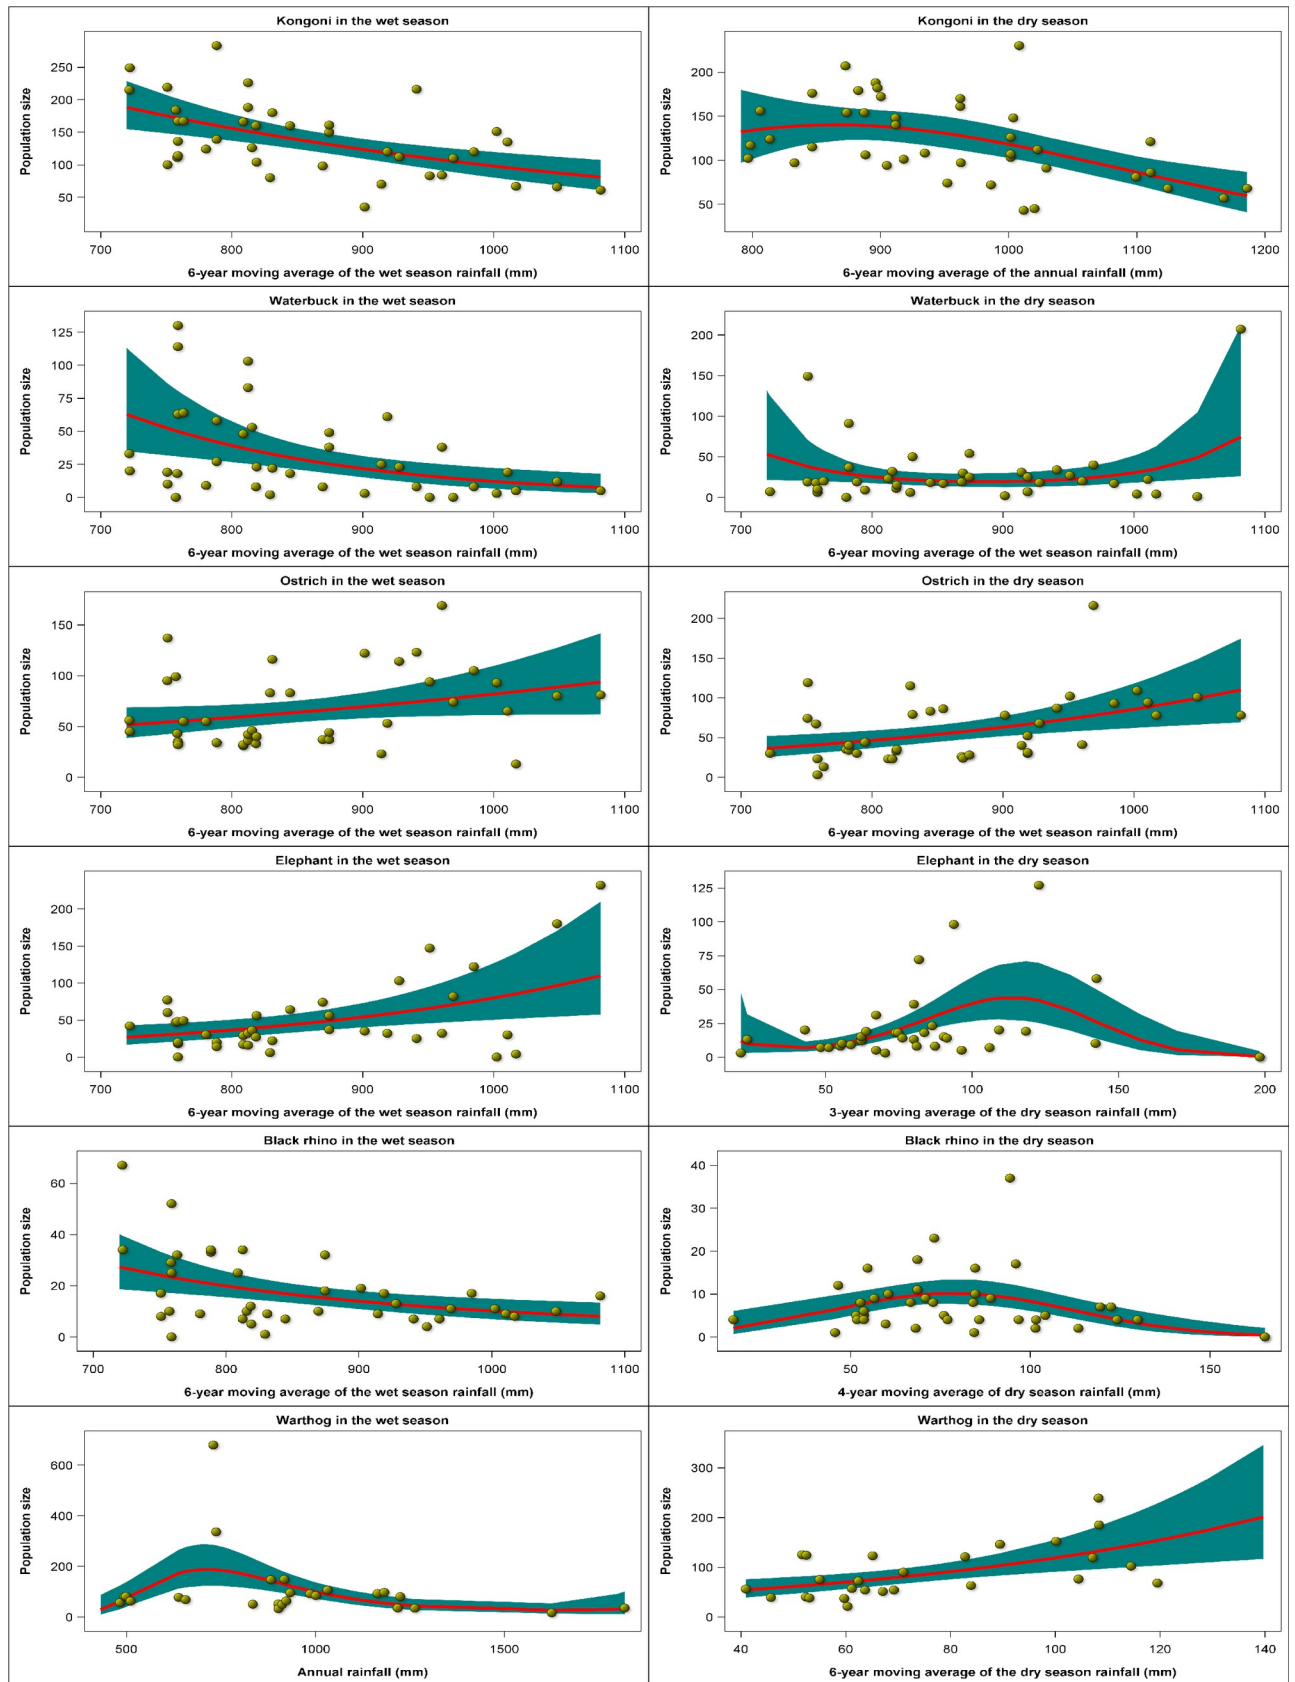 Kongoni in the wet season
Population size
250
200
150
100
50
700 800 900 1000 1100
6-year moving average of the wet season rainfall (mm)
Kongoni in the dry season
Population size
200
150
100
50
800 900 1000 1100 1200
6-year moving average of the annual rainfall (mm)
Waterbuck in the wet season
Population size
125
100
75
50
25
0
700 800 900 1000 1100
6-year moving average of the wet season rainfall (mm)
Waterbuck in the dry season
Population size
200
150
100
50
0
700 800 900 1000 1100
6-year moving average of the wet season rainfall (mm)
Ostrich in the wet season
Population size
150
100
50
0
700 800 900 1000 1100
6-year moving average of the wet season rainfall (mm)
Ostrich in the dry season
Population size
200
150
100
50
0
700 800 900 1000 1100
6-year moving average of the wet season rainfall (mm)
Elephant in the wet season
Population size
200
150
100
50
0
700 800 900 1000 1100
6-year moving average of the wet season rainfall (mm)
Elephant in the dry season
Population size
125
100
75
50
25
0
50 100 150 200
3-year moving average of the dry season rainfall (mm)
Black rhino in the wet season
Population size
60
40
20
0
700 800 900 1000 1100
6-year moving average of the wet season rainfall (mm)
Black rhino in the dry season
Population size
40
30
20
10
0
50 100 150
4-year moving average of dry season rainfall (mm)
Warthog in the wet season
Population size
600
400
200
0
500 1000 1500
Annual rainfall (mm)
Warthog in the dry season
Population size
300
200
100
0
40 60 80 100 120 140
6-year moving average of the dry season rainfall (mm)